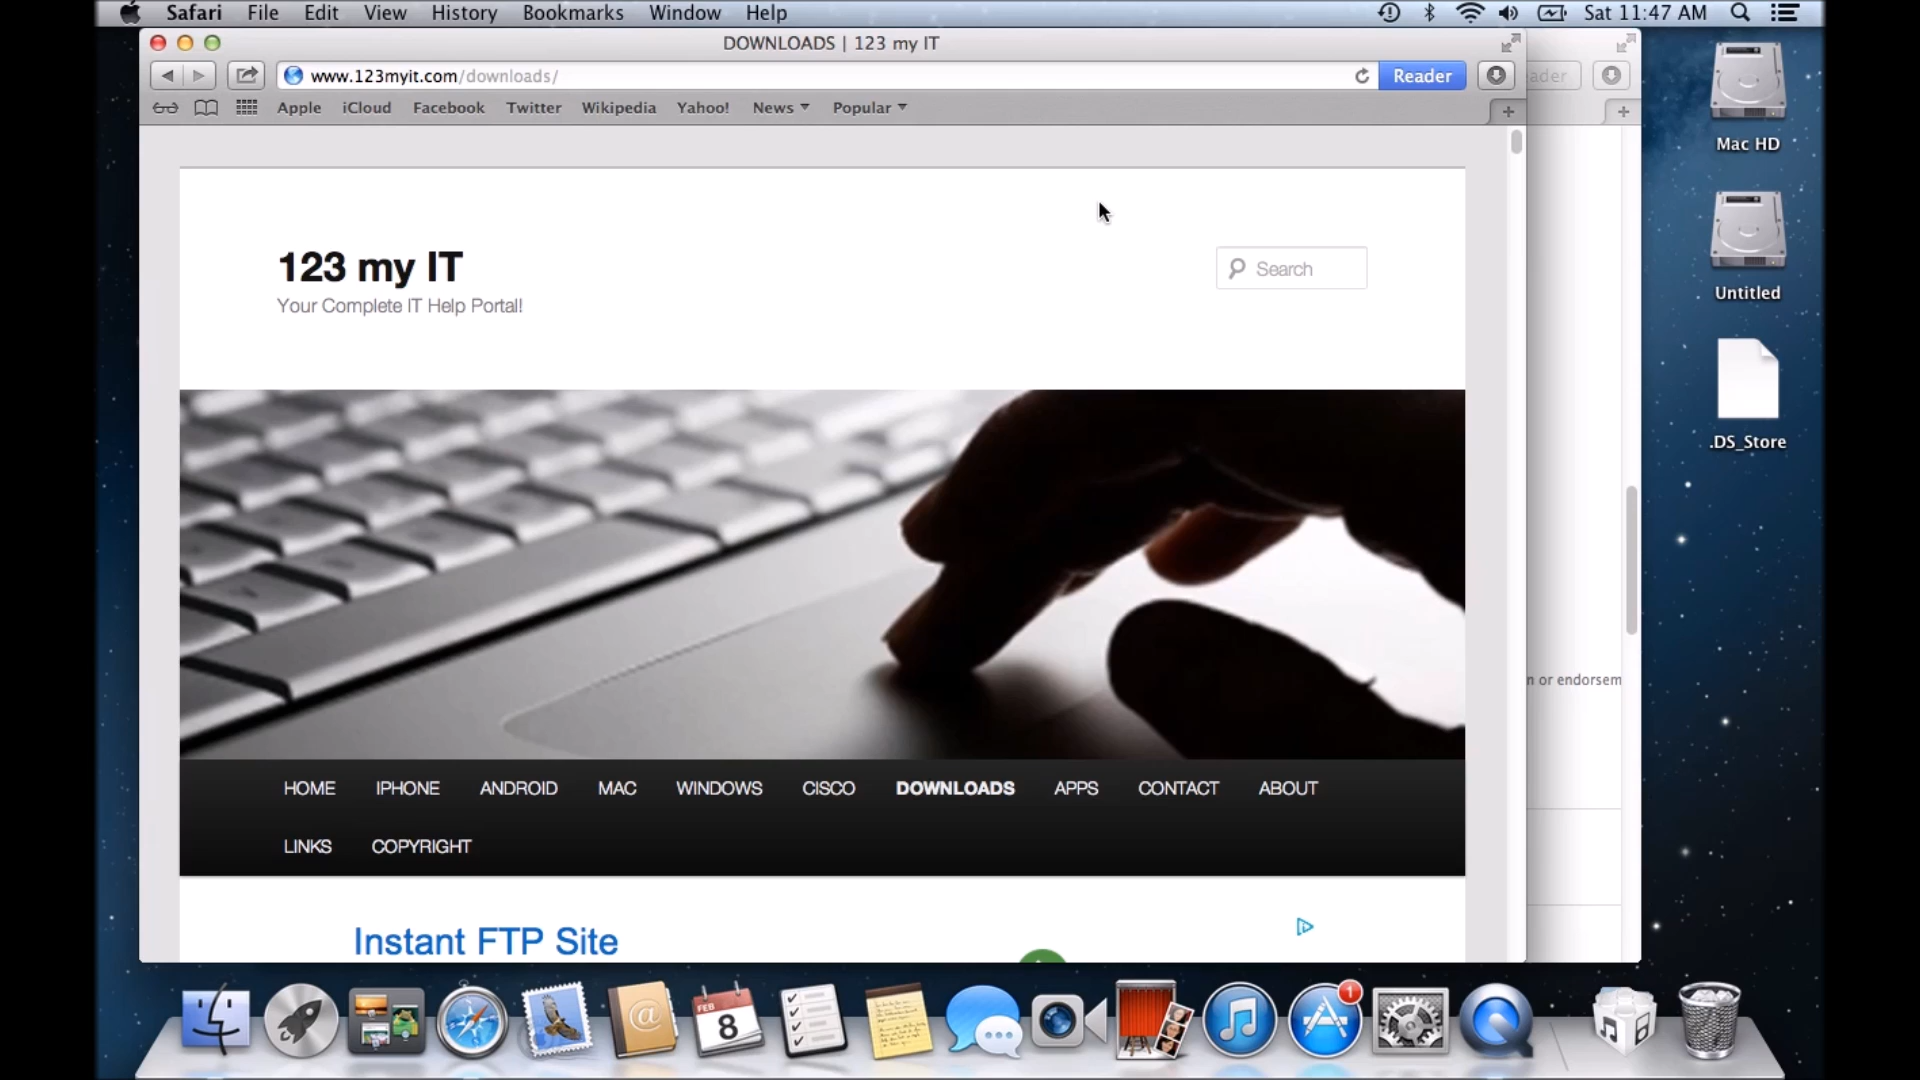 Safari File Edit View History Bookmarks Window Help Sat 11:47 AM
DOWNLOADS | 123 my IT
www.123myit.com/downloads/ Reader
Apple iCloud Facebook Twitter Wikipedia Yahoo! News Popular
Mac HD
Untitled
.DS_Store
123 my IT
Search
Your Complete IT Help Portal!
or endorsem
HOME IPHONE ANDROID MAC WINDOWS CISCO DOWNLOADS APPS CONTACT ABOUT
LINKS COPYRIGHT
Instant FTP Site
FEB
8
1